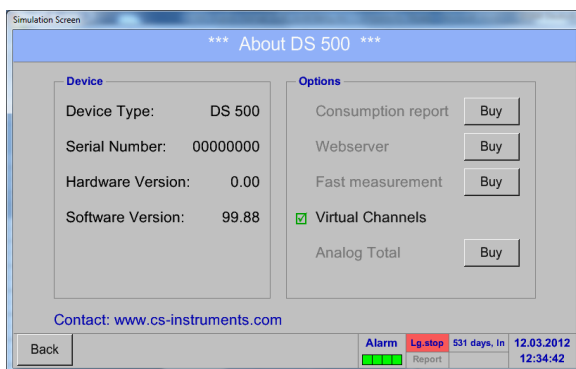 Simulation Screen
*** About DS 500 ***
Device
Device Type: DS 500
Serial Number: 00000000
Hardware Version: 0.00
Software Version: 99.88
Options
Consumption report Buy
Webserver Buy
Fast measurement Buy
Virtual Channels
Analog Total Buy
Contact: www.cs-instruments.com
Back
Alarm Lg.stop 531 days, ln 12.03.2012
Report 12:34:42